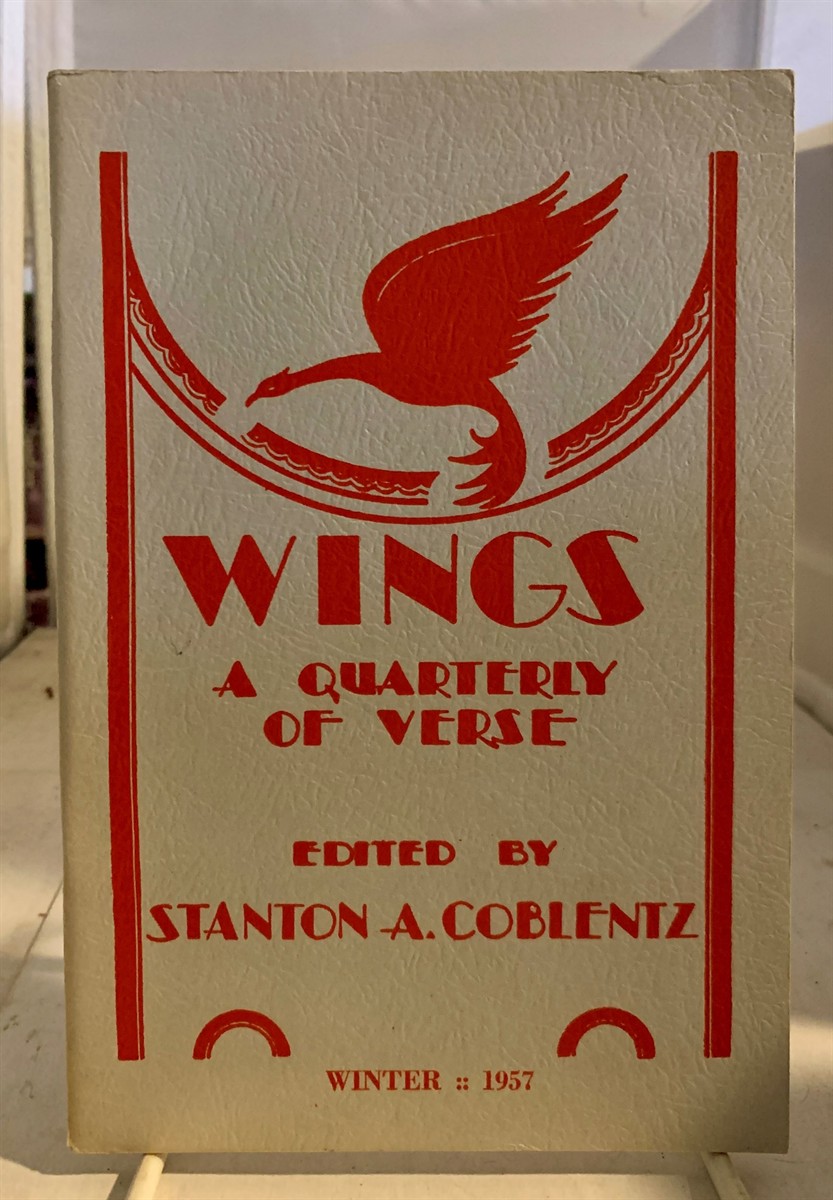 WINGS
A QUARTERLY
OF VERSE
EDITED BY
STANTON A. COBLENTZ
WINTER :: 1957